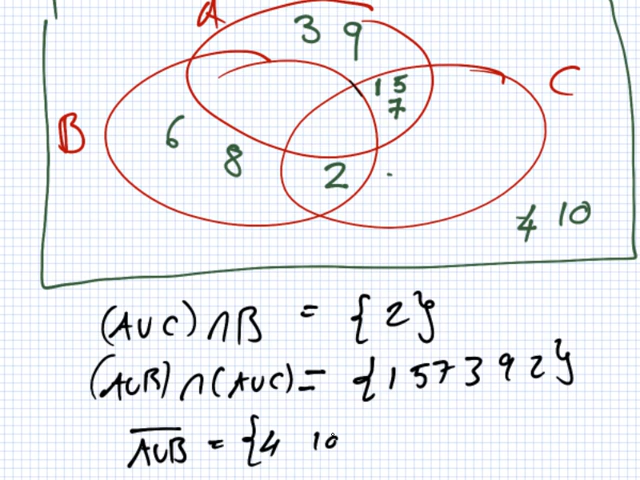 A
3 9
1 5
7
C
B
6
8
2
4 10
(A∪C)∩B = {2}
(A∪B)∩(A∪C) = {1 5 7 3 9 2}
A̅∪̅B̅ = {4 10